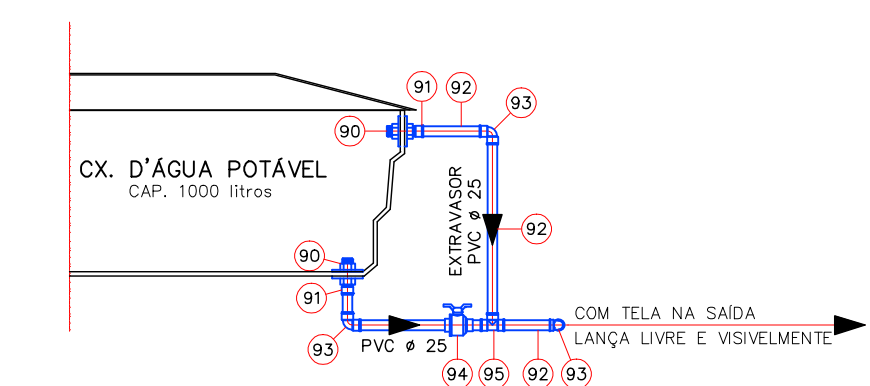 91
92
93
90
CX. D'ÁGUA POTÁVEL
CAP. 1000 litros
EXTRAVASOR
PVC ø 25
92
90
91
COM TELA NA SAÍDA
LANÇA LIVRE E VISIVELMENTE
93
PVC ø 25
94
95
92
93